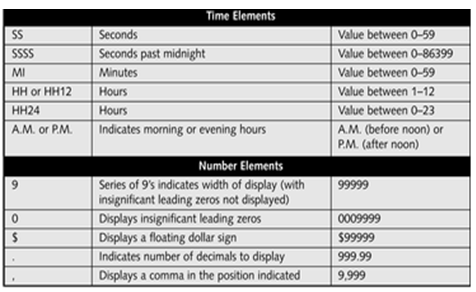 Time Elements
SS Seconds Value between 0–59
SSSS Seconds past midnight Value between 0–86399
MI Minutes Value between 0–59
HH or HH12 Hours Value between 1–12
HH24 Hours Value between 0–23
A.M. or P.M. Indicates morning or evening hours A.M. (before noon) or
P.M. (after noon)
Number Elements
9 Series of 9's indicates width of display (with 99999
insignificant leading zeros not displayed)
0 Displays insignificant leading zeros 0009999
$ Displays a floating dollar sign $99999
. Indicates number of decimals to display 999.99
, Displays a comma in the position indicated 9,999